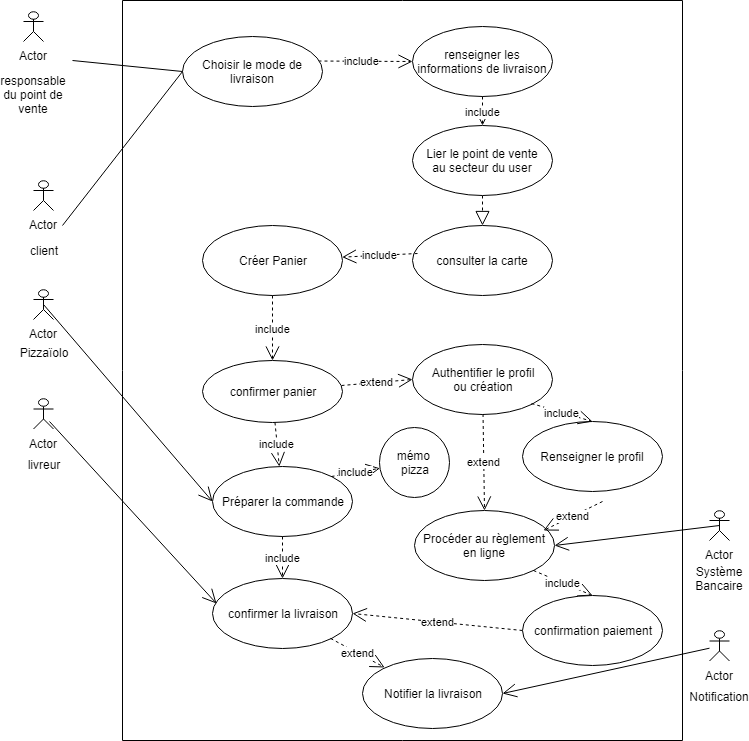 Actor
responsable
du point de
vente
Choisir le mode de
livraison
include
renseigner les
informations de livraison
include
Lier le point de vente
au secteur du user
Actor
client
Créer Panier
include
consulter la carte
Actor
Pizzaïolo
include
confirmer panier
extend
Authentifier le profil
ou création
include
Actor
livreur
include
mémo
pizza
extend
Renseigner le profil
include
Préparer la commande
extend
Procéder au règlement
en ligne
Actor
Système
Bancaire
include
include
confirmer la livraison
extend
confirmation paiement
extend
Notifier la livraison
Actor
Notification